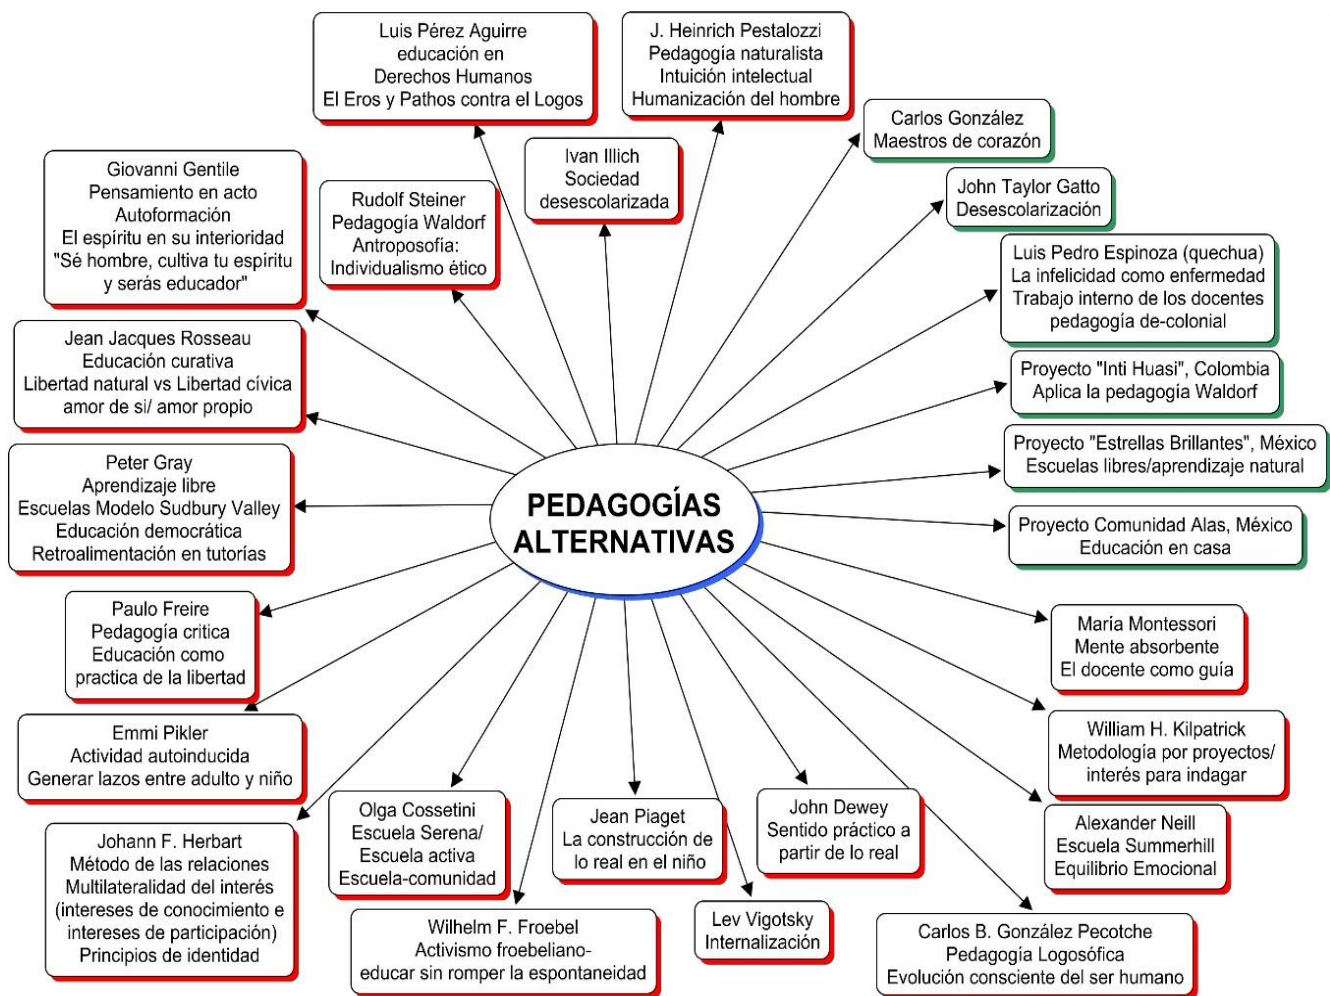 Luis Pérez Aguirre
educación en
Derechos Humanos
El Eros y Pathos contra el Logos
J. Heinrich Pestalozzi
Pedagogía naturalista
Intuición intelectual
Humanización del hombre
Carlos González
Maestros de corazón
Ivan Illich
Sociedad
desescolarizada
Giovanni Gentile
Pensamiento en acto
Autoformación
El espíritu en su interioridad
"Sé hombre, cultiva tu espíritu
y serás educador"
Rudolf Steiner
Pedagogía Waldorf
Antroposofía:
Individualismo ético
John Taylor Gatto
Desescolarización
Luis Pedro Espinoza (quechua)
La infelicidad como enfermedad
Trabajo interno de los docentes
pedagogía de-colonial
Jean Jacques Rosseau
Educación curativa
Libertad natural vs Libertad cívica
amor de si/ amor propio
Proyecto "Inti Huasi", Colombia
Aplica la pedagogía Waldorf
Peter Gray
Aprendizaje libre
Escuelas Modelo Sudbury Valley
Educación democrática
Retroalimentación en tutorías
PEDAGOGÍAS
ALTERNATIVAS
Proyecto "Estrellas Brillantes", México
Escuelas libres/aprendizaje natural
Proyecto Comunidad Alas, México
Educación en casa
Paulo Freire
Pedagogía critica
Educación como
practica de la libertad
María Montessori
Mente absorbente
El docente como guía
Emmi Pikler
Actividad autoinducida
Generar lazos entre adulto y niño
William H. Kilpatrick
Metodología por proyectos/
interés para indagar
Johann F. Herbart
Método de las relaciones
Multilateralidad del interés
(intereses de conocimiento e
intereses de participación)
Principios de identidad
Olga Cossetini
Escuela Serena/
Escuela activa
Escuela-comunidad
Jean Piaget
La construcción de
lo real en el niño
John Dewey
Sentido práctico a
partir de lo real
Alexander Neill
Escuela Summerhill
Equilibrio Emocional
Wilhelm F. Froebel
Activismo froebeliano-
educar sin romper la espontaneidad
Lev Vigotsky
Internalización
Carlos B. González Pecotche
Pedagogía Logosófica
Evolución consciente del ser humano